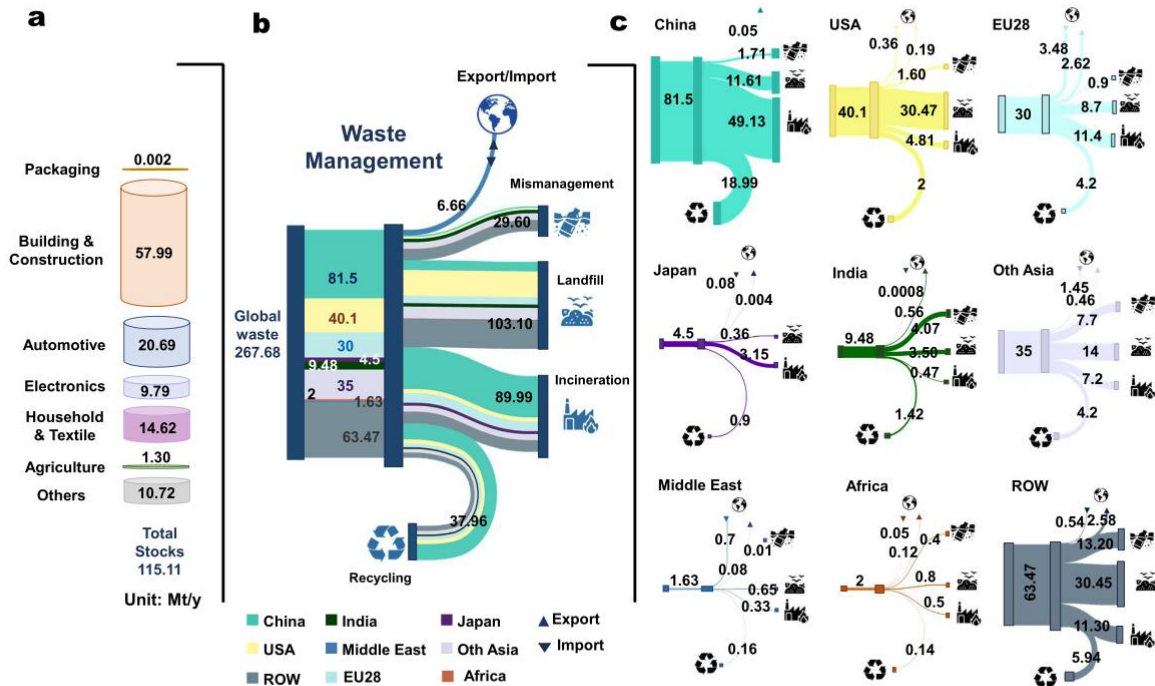 a
Packaging
0.002
Building &
Construction
57.99
Automotive
20.69
Electronics
9.79
Household
& Textile
14.62
Agriculture
1.30
Others
10.72
Total
Stocks
115.11
Unit: Mt/y
b
Export/Import
Waste
Management
6.66
Mismanagement
29.60
Landfill
103.10
Incineration
89.99
Global
waste
267.68
81.5
40.1
30
4.5
9.48
35
2
1.63
63.47
37.96
Recycling
China
India
Japan
Export
USA
Middle East
Oth Asia
Import
ROW
EU28
Africa
c
China
0.05
1.71
81.5
11.61
49.13
18.99
USA
0.36
0.19
1.60
40.1
30.47
4.81
2
EU28
3.48
2.62
0.9
30
8.7
11.4
4.2
Japan
0.08
0.004
4.5
0.36
3.15
0.9
India
0.0008
0.56
4.07
9.48
3.50
0.47
1.42
Oth Asia
1.45
0.46
7.7
35
14
7.2
4.2
Middle East
0.7
0.01
0.08
1.63
0.65
0.33
0.16
Africa
0.05
0.4
0.12
2
0.8
0.5
0.14
ROW
0.54
2.58
13.20
63.47
30.45
11.30
5.94